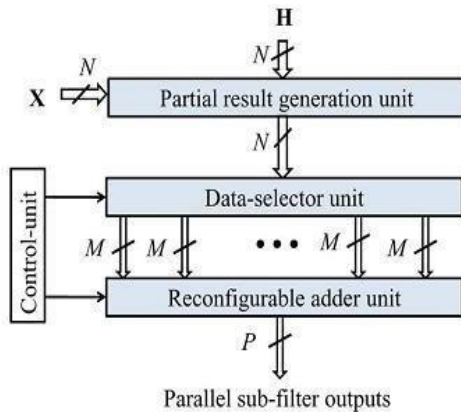 H
N
N
X
Partial result generation unit
N
Control-unit
Data-selector unit
M
M
•••
M
M
Reconfigurable adder unit
P
Parallel sub-filter outputs